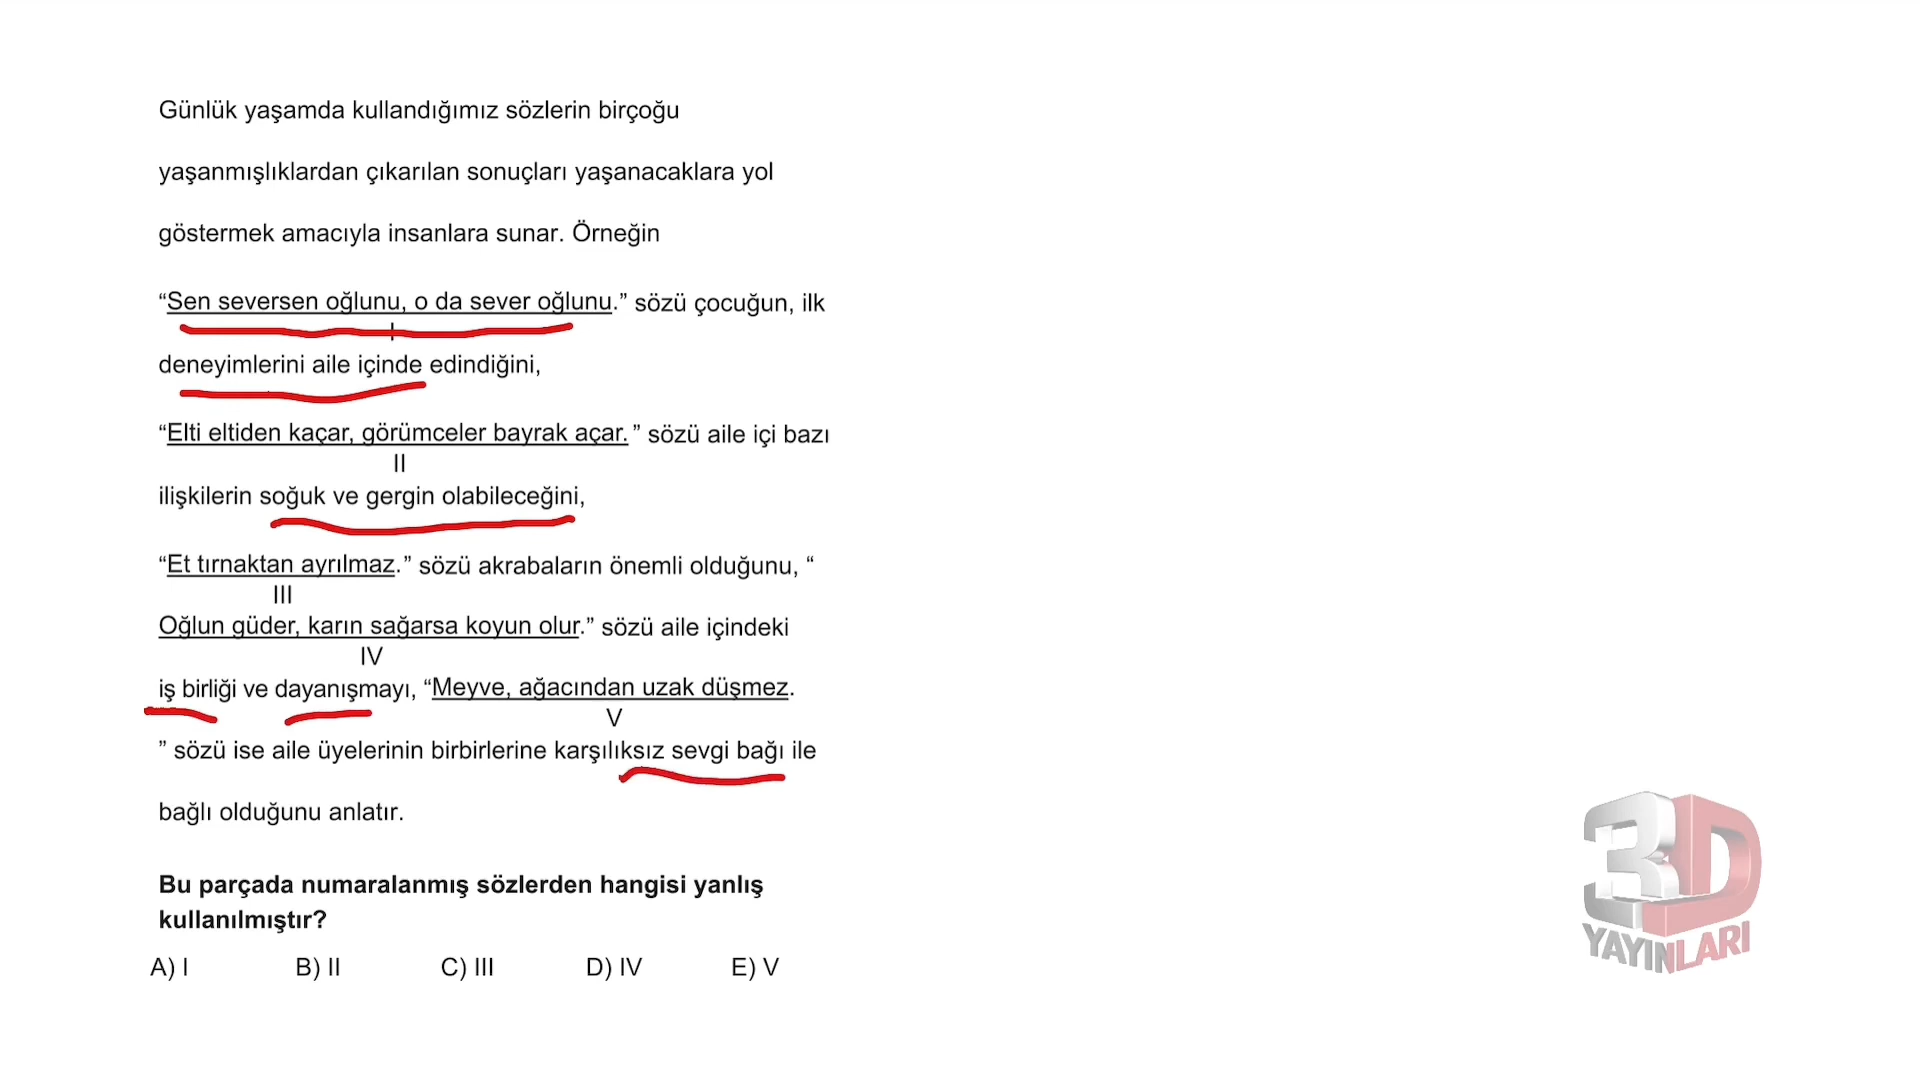 Günlük yaşamda kullandığımız sözlerin birçoğu
yaşanmışlıklardan çıkarılan sonuçları yaşanacaklara yol
göstermek amacıyla insanlara sunar. Örneğin
“Sen seversen oğlunu, o da sever oğlunu.” sözü çocuğun, ilk
I
deneyimlerini aile içinde edindiğini,
“Elti eltiden kaçar, görümceler bayrak açar. ” sözü aile içi bazı
II
ilişkilerin soğuk ve gergin olabileceğini,
“Et tırnaktan ayrılmaz.” sözü akrabaların önemli olduğunu, “
III
Oğlun güder, karın sağarsa koyun olur.” sözü aile içindeki
IV
iş birliği ve dayanışmayı, “Meyve, ağacından uzak düşmez.
V
” sözü ise aile üyelerinin birbirlerine karşılıksız sevgi bağı ile
bağlı olduğunu anlatır.
Bu parçada numaralanmış sözlerden hangisi yanlış
kullanılmıştır?
A) I B) II C) III D) IV E) V
3D
YAYINLARI